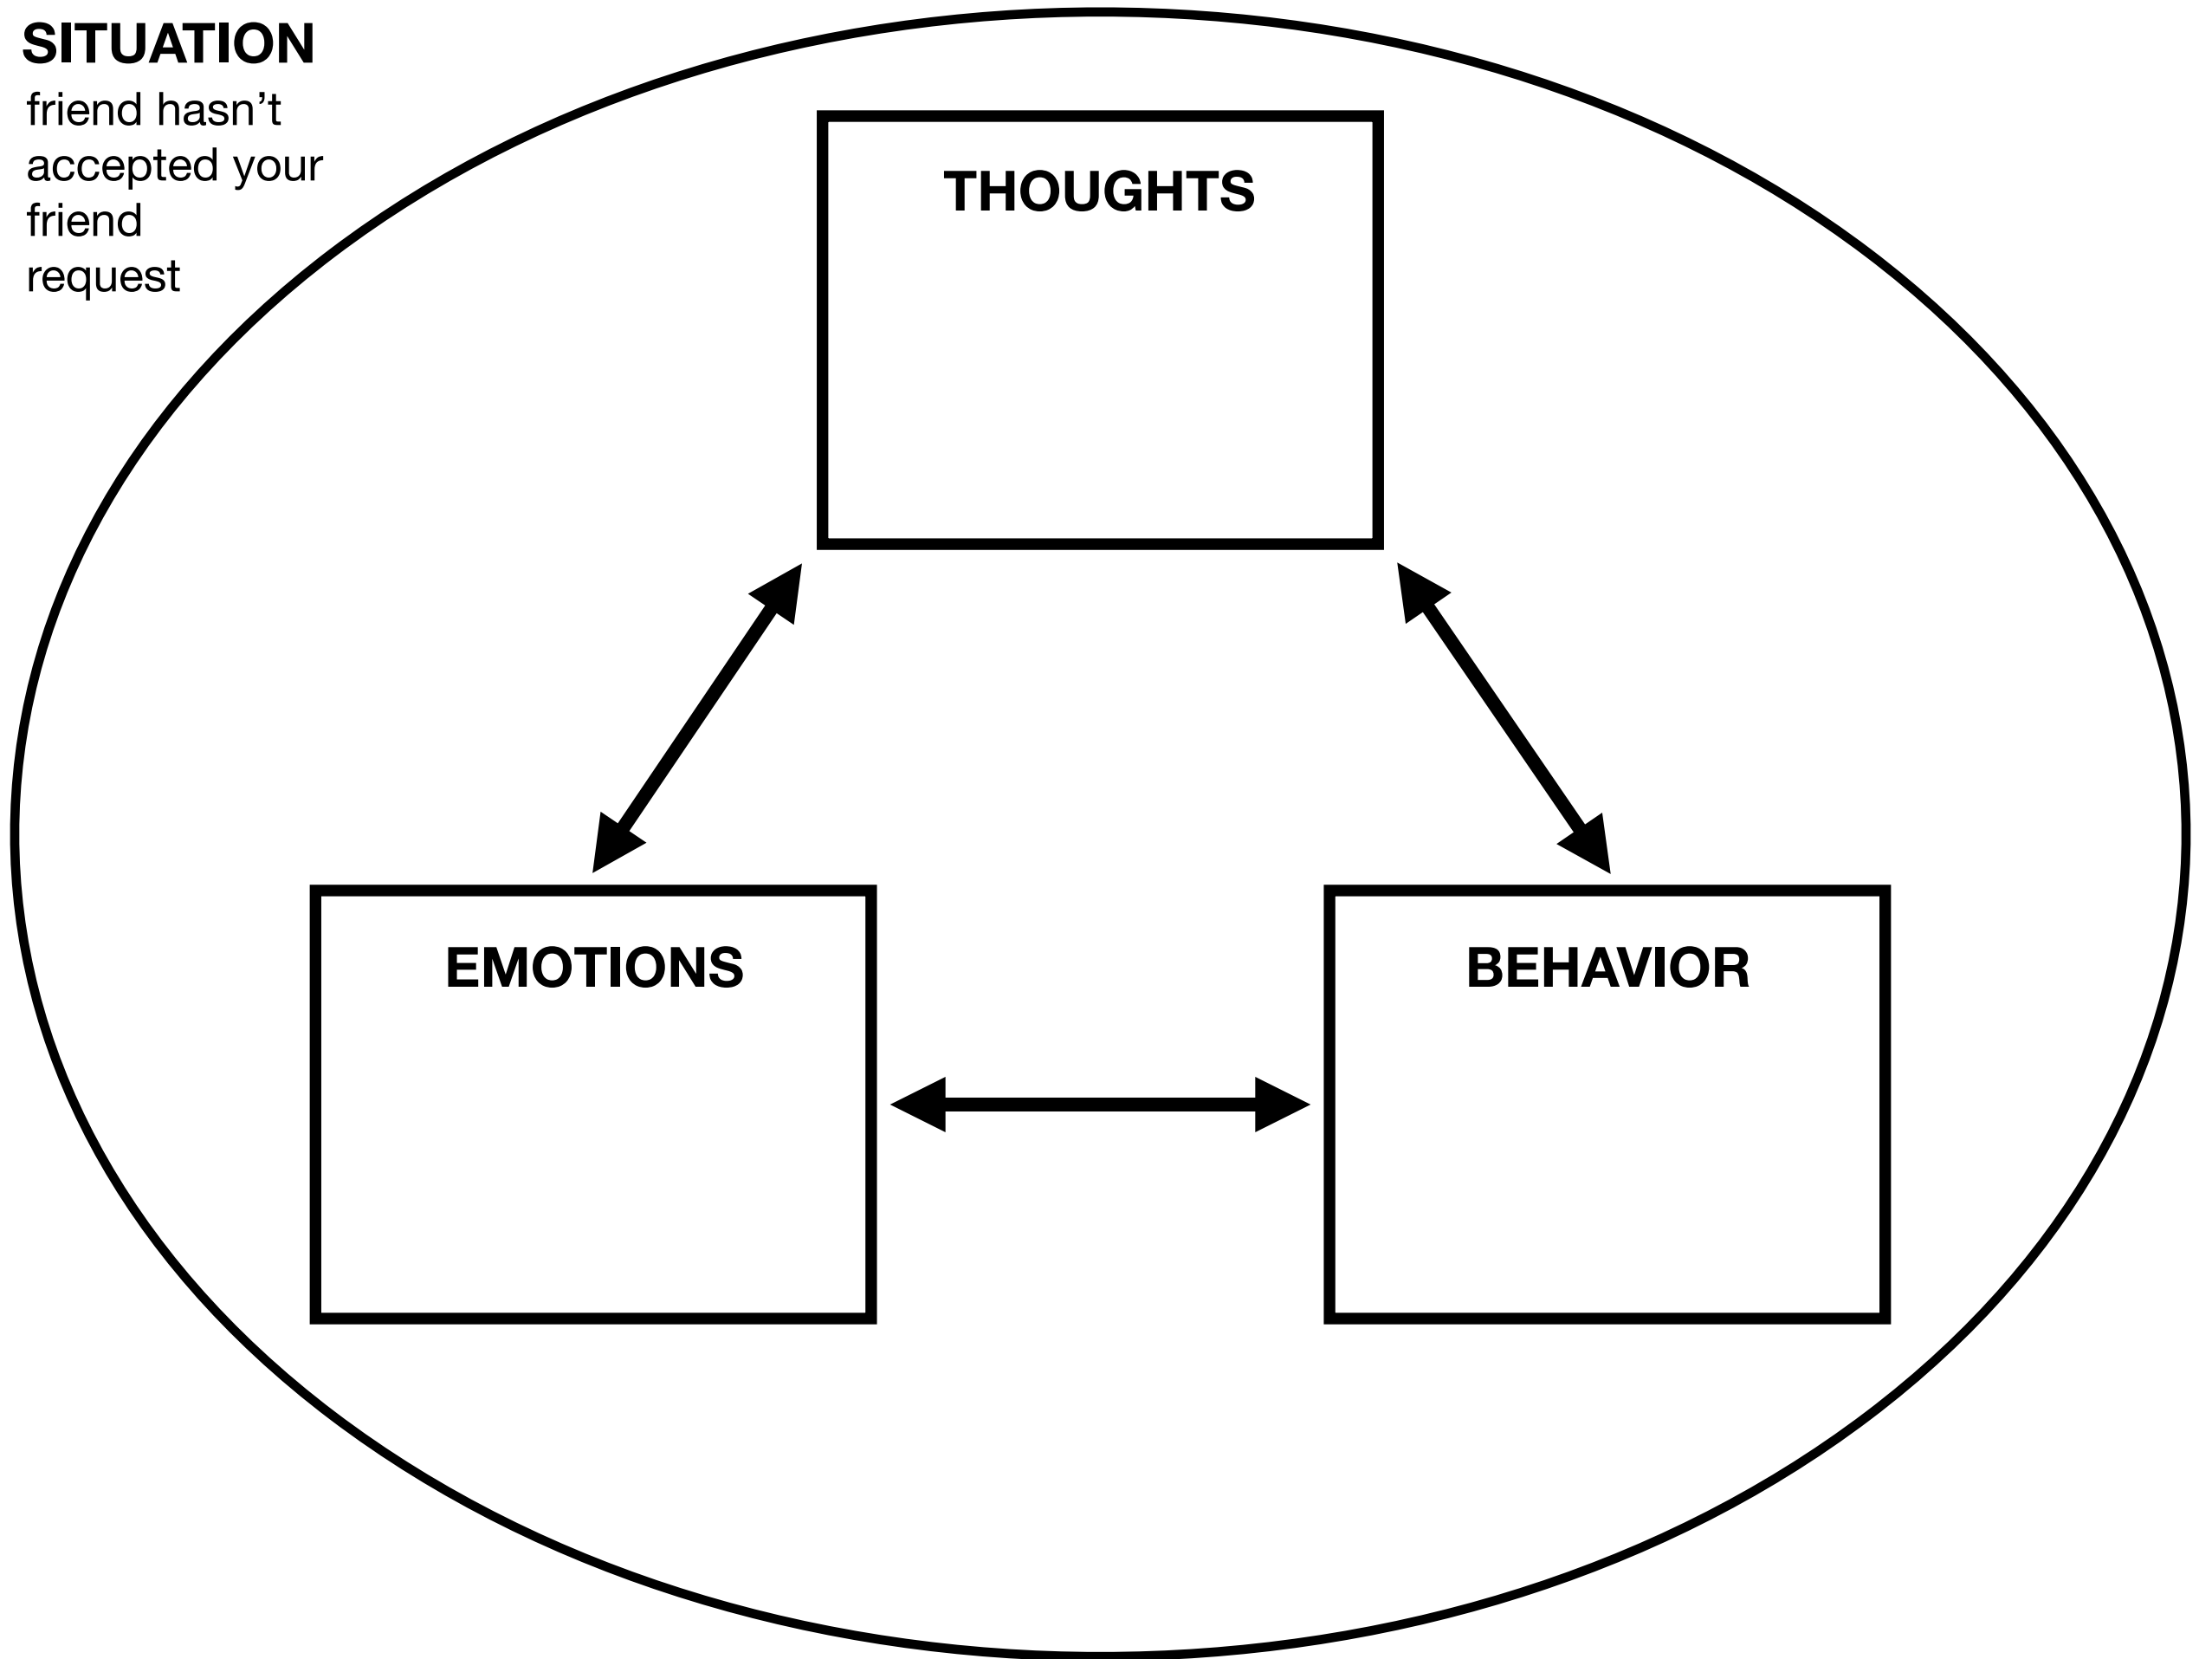 SITUATION
friend hasn't
accepted your
friend
request
THOUGHTS
EMOTIONS
BEHAVIOR